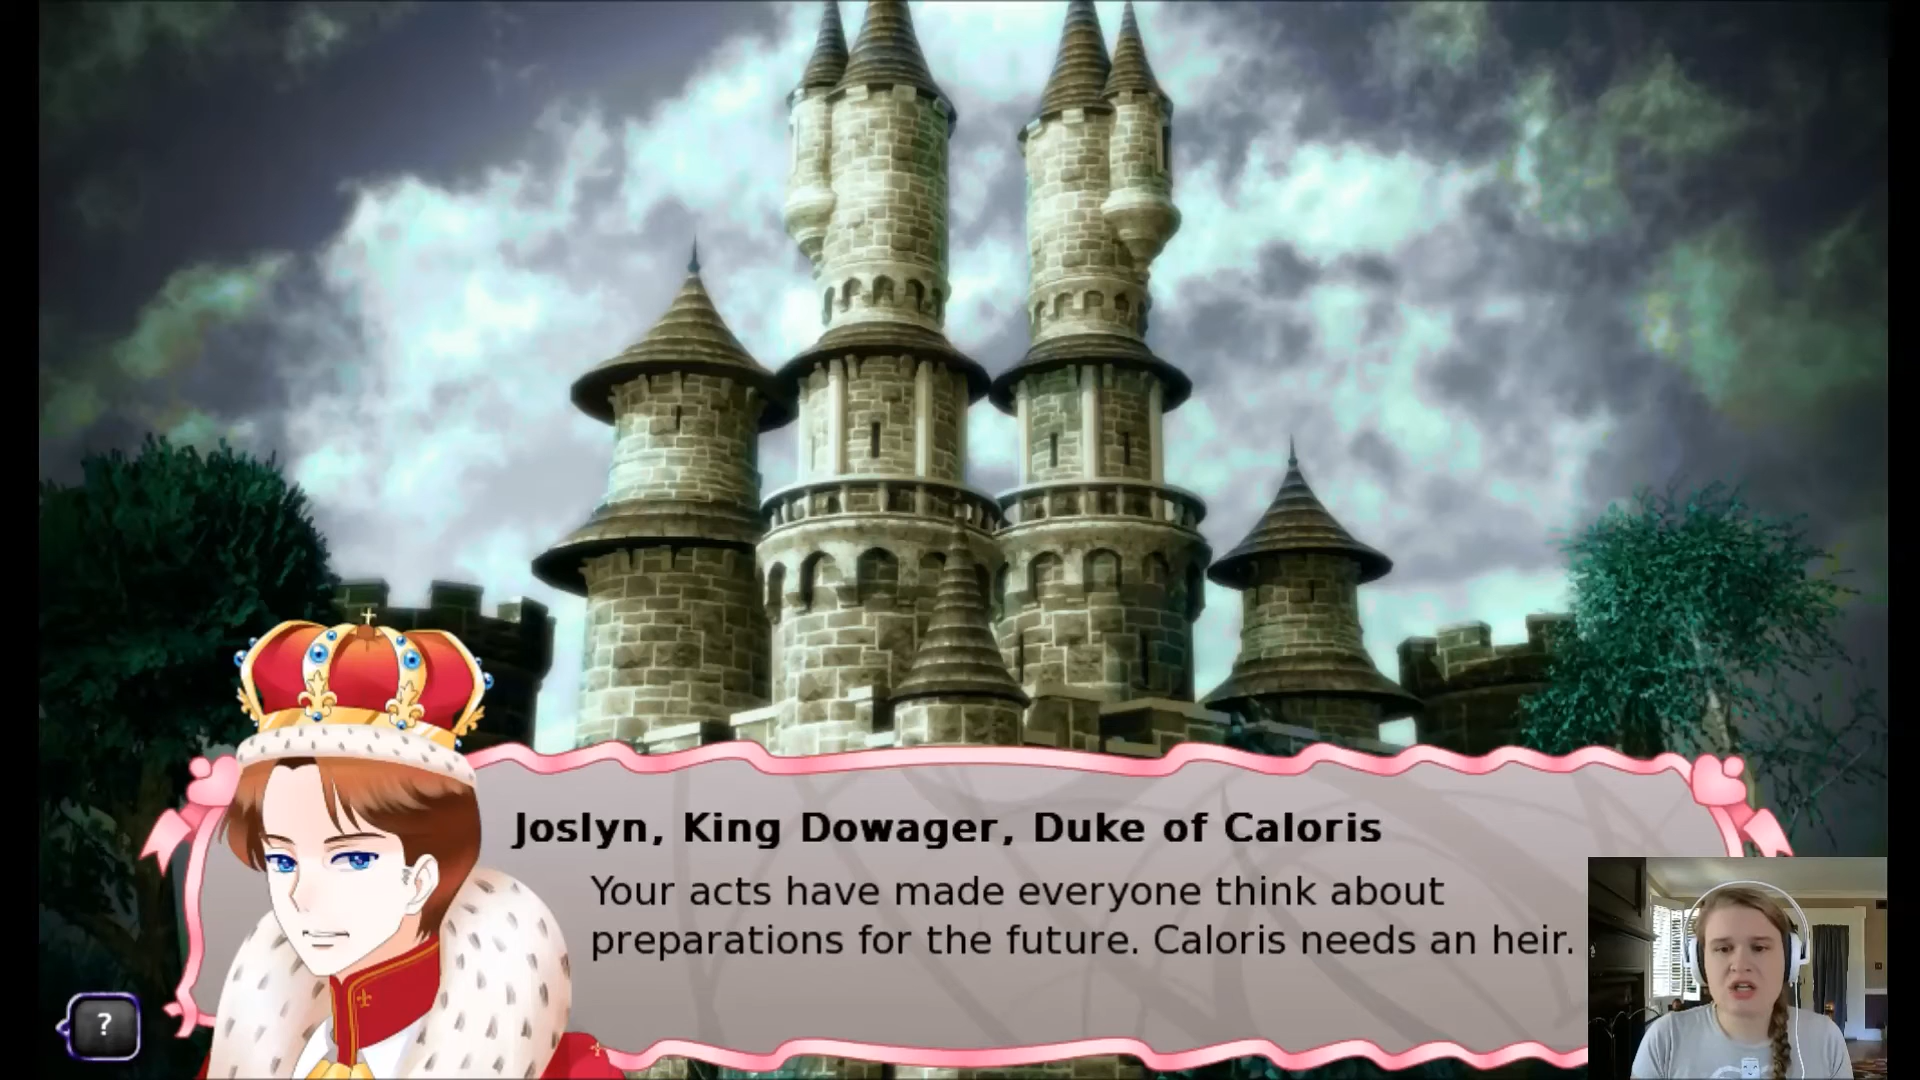 Joslyn, King Dowager, Duke of Caloris
Your acts have made everyone think about
preparations for the future. Caloris needs an heir.
?